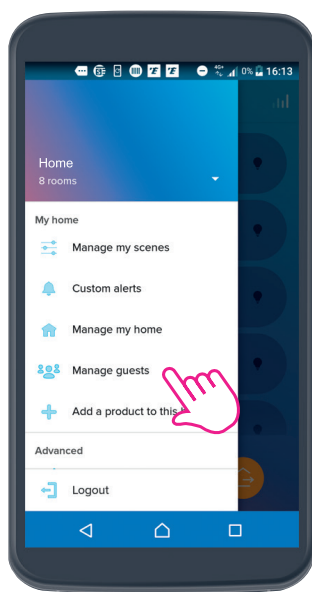 4G+ 0% 16:13
Home
8 rooms
My home
Manage my scenes
Custom alerts
Manage my home
Manage guests
Add a product to this
Advanced
Logout